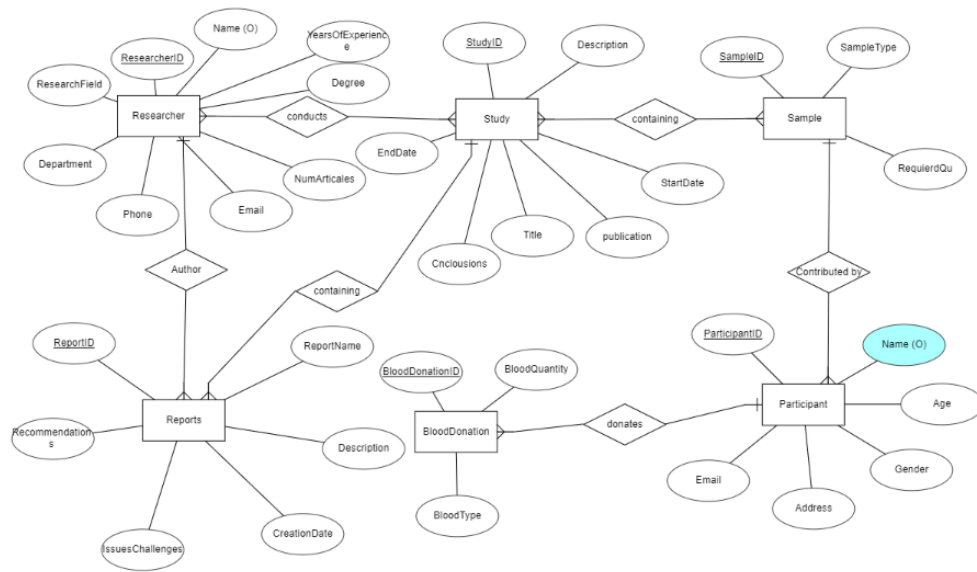 Name (O)
YearsOfExperienc
e
ResearcherID
Degree
ResearchField
Researcher
conducts
Department
Phone
Email
NumArticales
StudyID
Description
Study
containing
EndDate
StartDate
publication
Title
Cnclousions
SampleID
SampleType
Sample
RequierdQu
Author
containing
Contributed by
ReportID
ReportName
Reports
Recommendation
s
Description
CreationDate
IssuesChallenges
BloodDonationID
BloodQuantity
BloodDonation
BloodType
donates
ParticipantID
Name (O)
Participant
Age
Gender
Address
Email